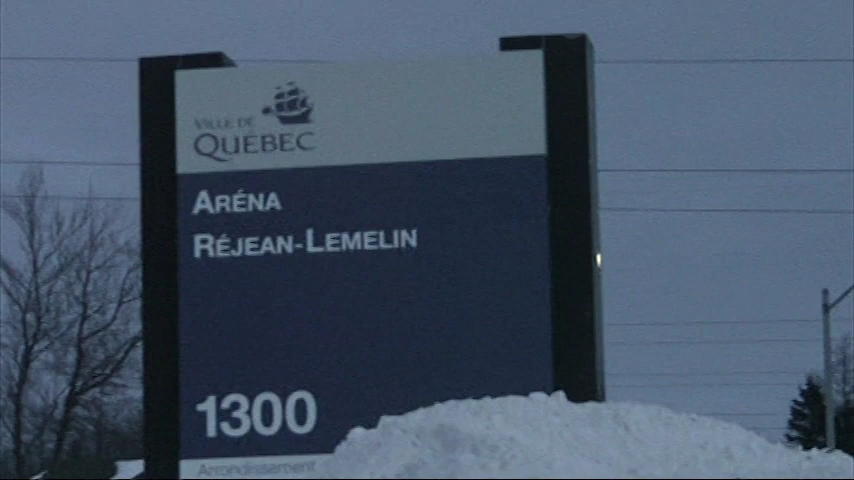 VILLE DE
QUÉBEC
ARÉNA
RÉJEAN-LEMELIN
1300
Arrondissement